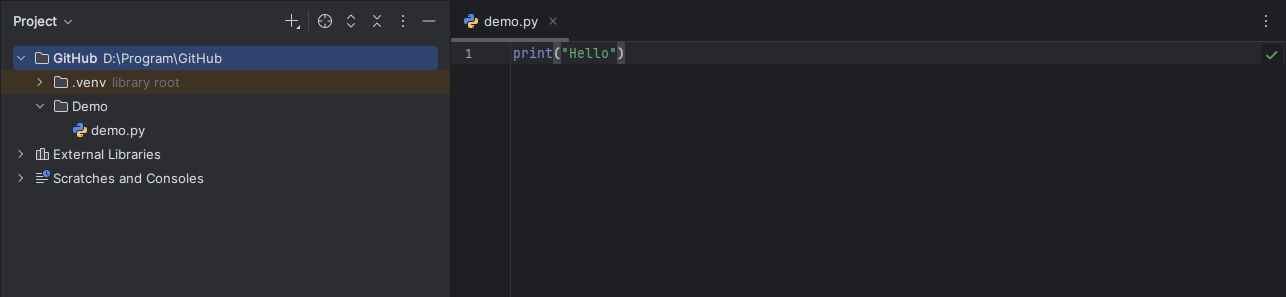 Project
GitHub D:\Program\GitHub
.venv library root
Demo
demo.py
External Libraries
Scratches and Consoles
demo.py
1 print("Hello")